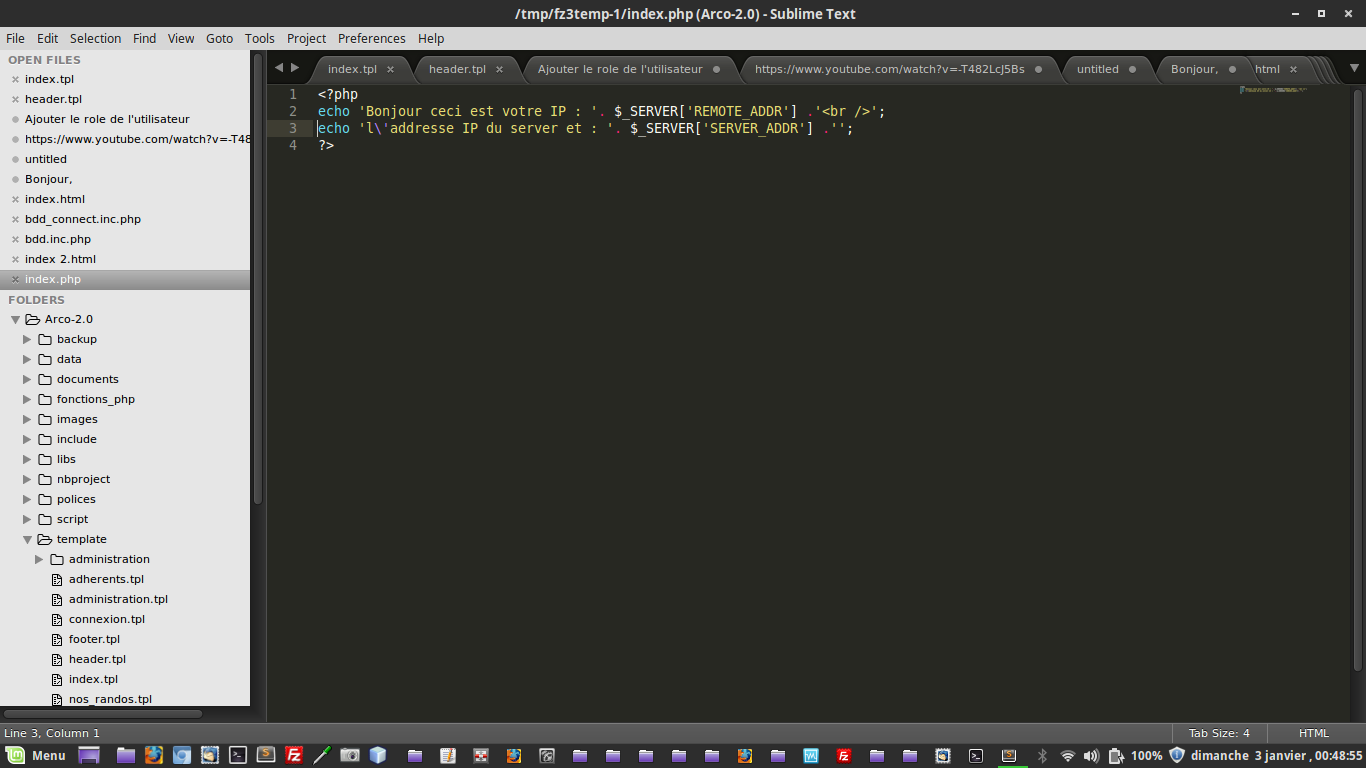 /tmp/fz3temp-1/index.php (Arco-2.0) - Sublime Text
File Edit Selection Find View Goto Tools Project Preferences Help
OPEN FILES
index.tpl
header.tpl
Ajouter le role de l'utilisateur
https://www.youtube.com/watch?v=-T48
untitled
Bonjour,
index.html
bdd_connect.inc.php
bdd.inc.php
index 2.html
index.php
FOLDERS
Arco-2.0
backup
data
documents
fonctions_php
images
include
libs
nbproject
polices
script
template
administration
adherents.tpl
administration.tpl
connexion.tpl
footer.tpl
header.tpl
index.tpl
nos_randos.tpl
index.tpl header.tpl Ajouter le role de l'utilisateur https://www.youtube.com/watch?v=-T482LcJ5Bs untitled Bonjour, html
1 <?php
2 echo 'Bonjour ceci est votre IP : '. $_SERVER['REMOTE_ADDR'] .'<br />';
3 echo 'l\'addresse IP du server et : '. $_SERVER['SERVER_ADDR'] .'';
4 ?>
Line 3, Column 1 Tab Size: 4 HTML
Menu 100% dimanche 3 janvier , 00:48:55